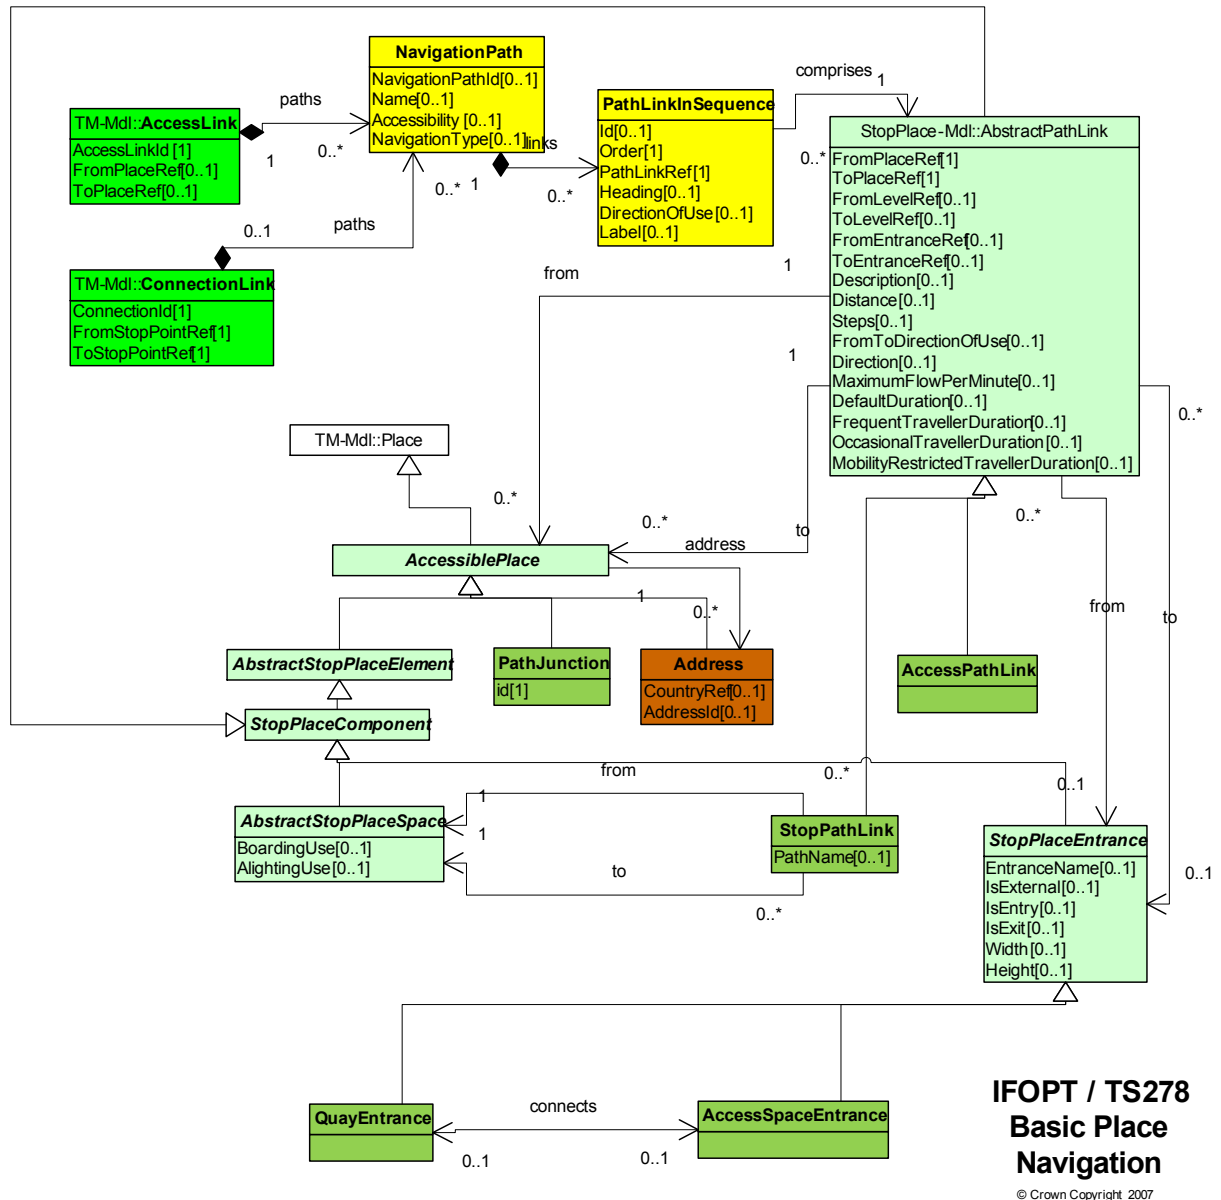 NavigationPath
NavigationPathId[0..1]
Name[0..1]
Accessibility [0..1]
NavigationType[0..1]
links
1
0..*
comprises
1
0..*
PathLinkInSequence
Id[0..1]
Order[1]
PathLinkRef[1]
Heading[0..1]
DirectionOfUse[0..1]
Label[0..1]
paths
1
0..*
TM-Mdl::AccessLink
AccessLinkId [1]
FromPlaceRef[0..1]
ToPlaceRef[0..1]
0..1
paths
0..*
TM-Mdl::ConnectionLink
ConnectionId[1]
FromStopPointRef[1]
ToStopPointRef[1]
StopPlace-Mdl::AbstractPathLink
FromPlaceRef[1]
ToPlaceRef[1]
FromLevelRef[0..1]
ToLevelRef[0..1]
FromEntranceRef[0..1]
ToEntranceRef[0..1]
Description[0..1]
Distance[0..1]
Steps[0..1]
FromToDirectionOfUse[0..1]
Direction[0..1]
MaximumFlowPerMinute[0..1]
DefaultDuration[0..1]
FrequentTravellerDuration[0..1]
OccasionalTravellerDuration[0..1]
MobilityRestrictedTravellerDuration[0..1]
from
1
1
0..*
TM-Mdl::Place
0..*
0..*
0..*
to
address
AccessiblePlace
1
0..*
from
to
AbstractStopPlaceElement
PathJunction
id[1]
Address
CountryRef[0..1]
AddressId[0..1]
AccessPathLink
StopPlaceComponent
from
0..*
0..1
1
1
AbstractStopPlaceSpace
BoardingUse[0..1]
AlightingUse[0..1]
StopPathLink
PathName[0..1]
to
0..*
StopPlaceEntrance
EntranceName[0..1]
IsExternal[0..1]
IsEntry[0..1]
IsExit[0..1]
Width[0..1]
Height[0..1]
0..1
QuayEntrance
connects
0..1
0..1
AccessSpaceEntrance
IFOPT / TS278
Basic Place
Navigation
© Crown Copyright 2007